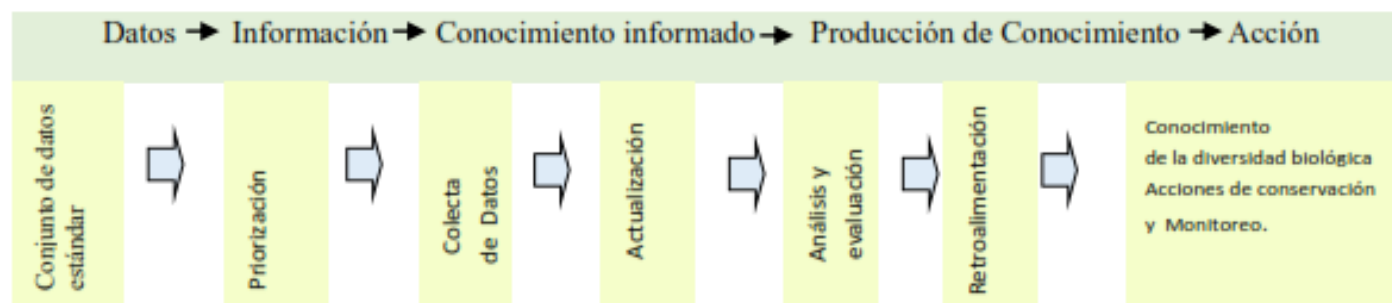 Datos → Información → Conocimiento informado → Producción de Conocimiento → Acción
Conjunto de datos
estándar
Priorización
Colecta
de Datos
Actualización
Análisis y
evaluación
Retroalimentación
Conocimiento
de la diversidad biológica
Acciones de conservación
y Monitoreo.